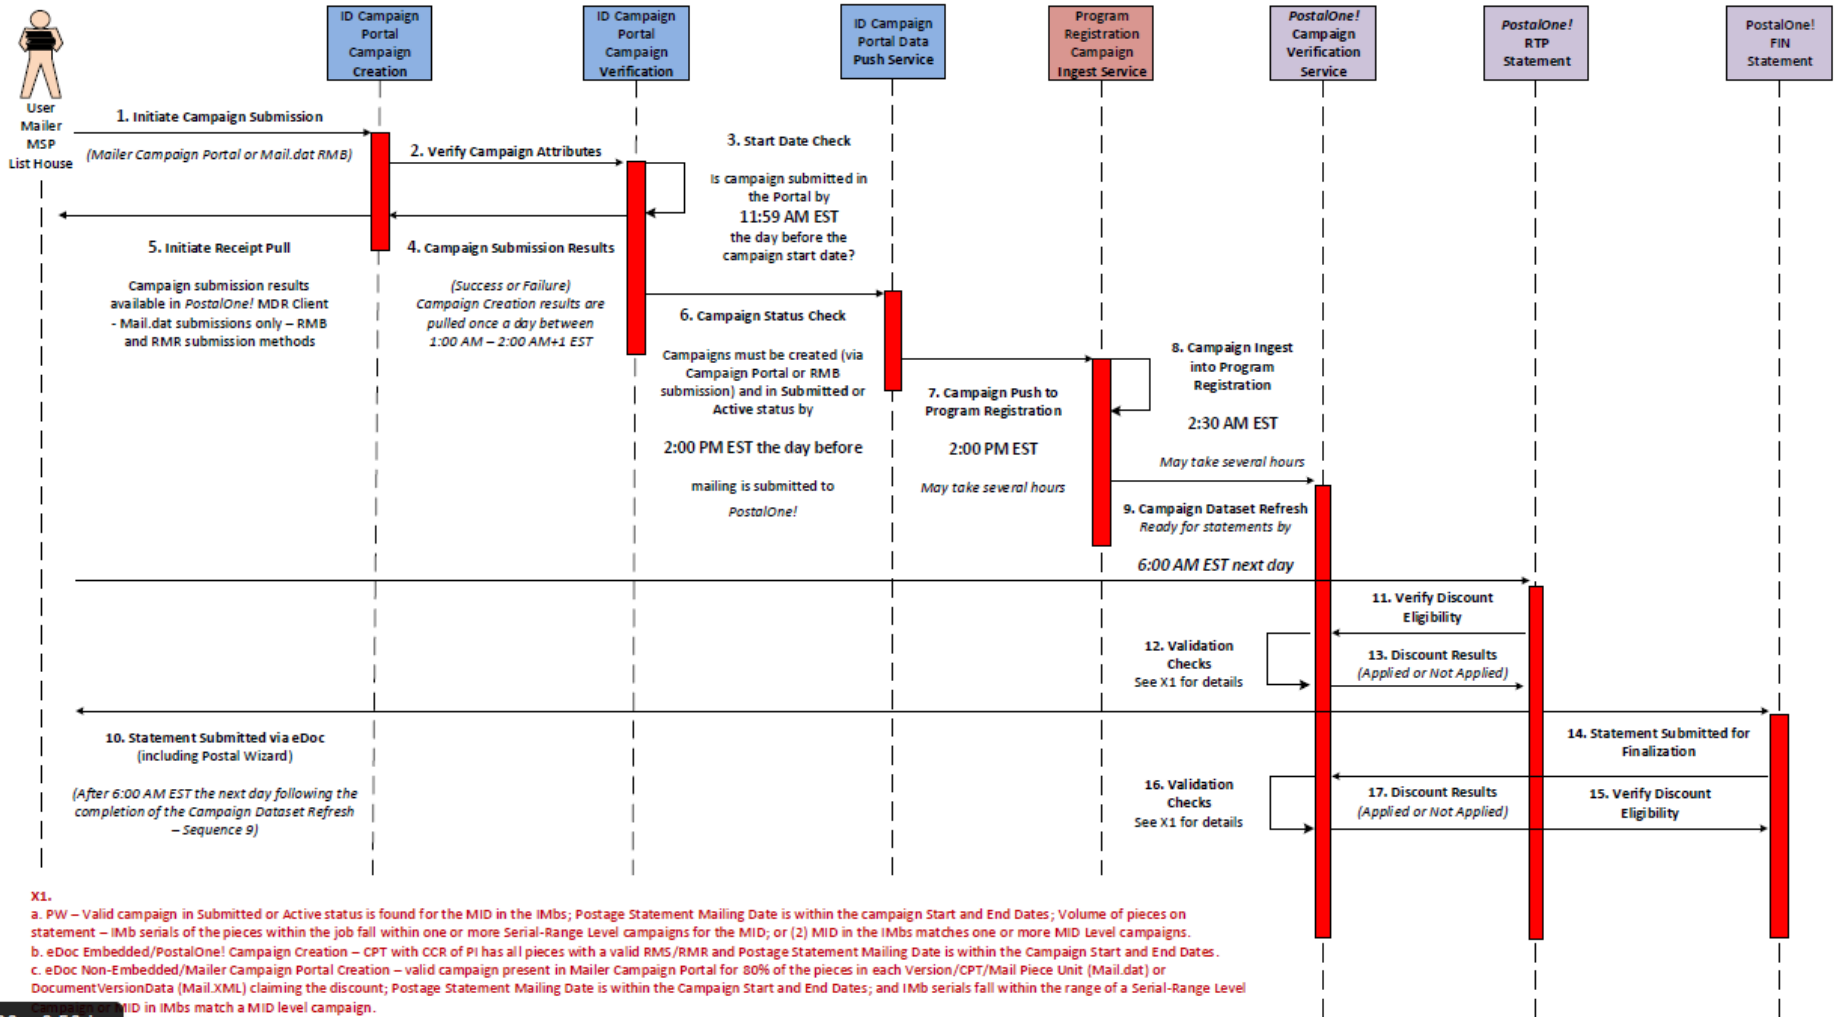 ID Campaign
Portal
Campaign
Creation
ID Campaign
Portal
Campaign
Verification
ID Campaign
Portal Data
Push Service
Program
Registration
Campaign
Ingest Service
PostalOne!
Campaign
Verification
Service
PostalOne!
RTP
Statement
PostalOne!
FIN
Statement
User
Mailer
MSP
List House
1. Initiate Campaign Submission
(Mailer Campaign Portal or Mail.dat RMB)
2. Verify Campaign Attributes
3. Start Date Check
Is campaign submitted in
the Portal by
11:59 AM EST
the day before the
campaign start date?
5. Initiate Receipt Pull
Campaign submission results
available in PostalOne! MDR Client
- Mail.dat submissions only – RMB
and RMR submission methods
4. Campaign Submission Results
(Success or Failure)
Campaign Creation results are
pulled once a day between
1:00 AM – 2:00 AM+1 EST
6. Campaign Status Check
Campaigns must be created (via
Campaign Portal or RMB
submission) and in Submitted or
Active status by
2:00 PM EST the day before
mailing is submitted to
PostalOne!
7. Campaign Push to
Program Registration
2:00 PM EST
May take several hours
8. Campaign Ingest
into Program
Registration
2:30 AM EST
May take several hours
9. Campaign Dataset Refresh
Ready for statements by
6:00 AM EST next day
11. Verify Discount
Eligibility
12. Validation
Checks
See X1 for details
13. Discount Results
(Applied or Not Applied)
10. Statement Submitted via eDoc
(including Postal Wizard)
(After 6:00 AM EST the next day following the
completion of the Campaign Dataset Refresh
– Sequence 9)
14. Statement Submitted for
Finalization
16. Validation
Checks
See X1 for details
17. Discount Results
(Applied or Not Applied)
15. Verify Discount
Eligibility
X1.
a. PW – Valid campaign in Submitted or Active status is found for the MID in the IMbs; Postage Statement Mailing Date is within the campaign Start and End Dates; Volume of pieces on
statement – IMb serials of the pieces within the job fall within one or more Serial-Range Level campaigns for the MID; or (2) MID in the IMbs matches one or more MID Level campaigns.
b. eDoc Embedded/PostalOne! Campaign Creation – CPT with CCR of PI has all pieces with a valid RMS/RMR and Postage Statement Mailing Date is within the Campaign Start and End Dates.
c. eDoc Non-Embedded/Mailer Campaign Portal Creation – valid campaign present in Mailer Campaign Portal for 80% of the pieces in each Version/CPT/Mail Piece Unit (Mail.dat) or
DocumentVersionData (Mail.XML) claiming the discount; Postage Statement Mailing Date is within the Campaign Start and End Dates; and IMb serials fall within the range of a Serial-Range Level
Campaign or MID in IMbs match a MID level campaign.